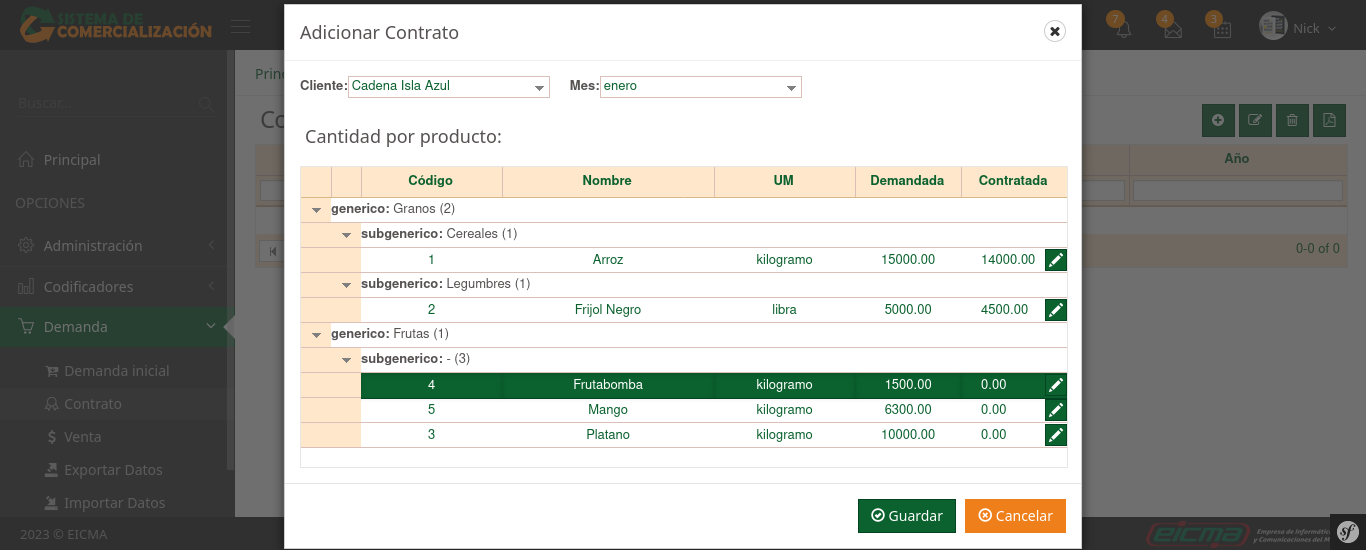 SISTEMA DE
COMERCIALIZACIÓN
7
4
3
Nick
Adicionar Contrato
Cliente: Cadena Isla Azul
Mes: enero
Cantidad por producto:
Código Nombre UM Demandada Contratada
generico: Granos (2)
subgenerico: Cereales (1)
1 Arroz kilogramo 15000.00 14000.00
subgenerico: Legumbres (1)
2 Frijol Negro libra 5000.00 4500.00
generico: Frutas (1)
subgenerico: - (3)
4 Frutabomba kilogramo 1500.00 0.00
5 Mango kilogramo 6300.00 0.00
3 Platano kilogramo 10000.00 0.00
Guardar
Cancelar
Buscar...
Principal
OPCIONES
Administración
Codificadores
Demanda
Demanda inicial
Contrato
Venta
Exportar Datos
Importar Datos
2023 © EICMA
Princ
Co
Año
0-0 of 0
eicma
Empresa de Informátic
y Comunicaciones del M
sf